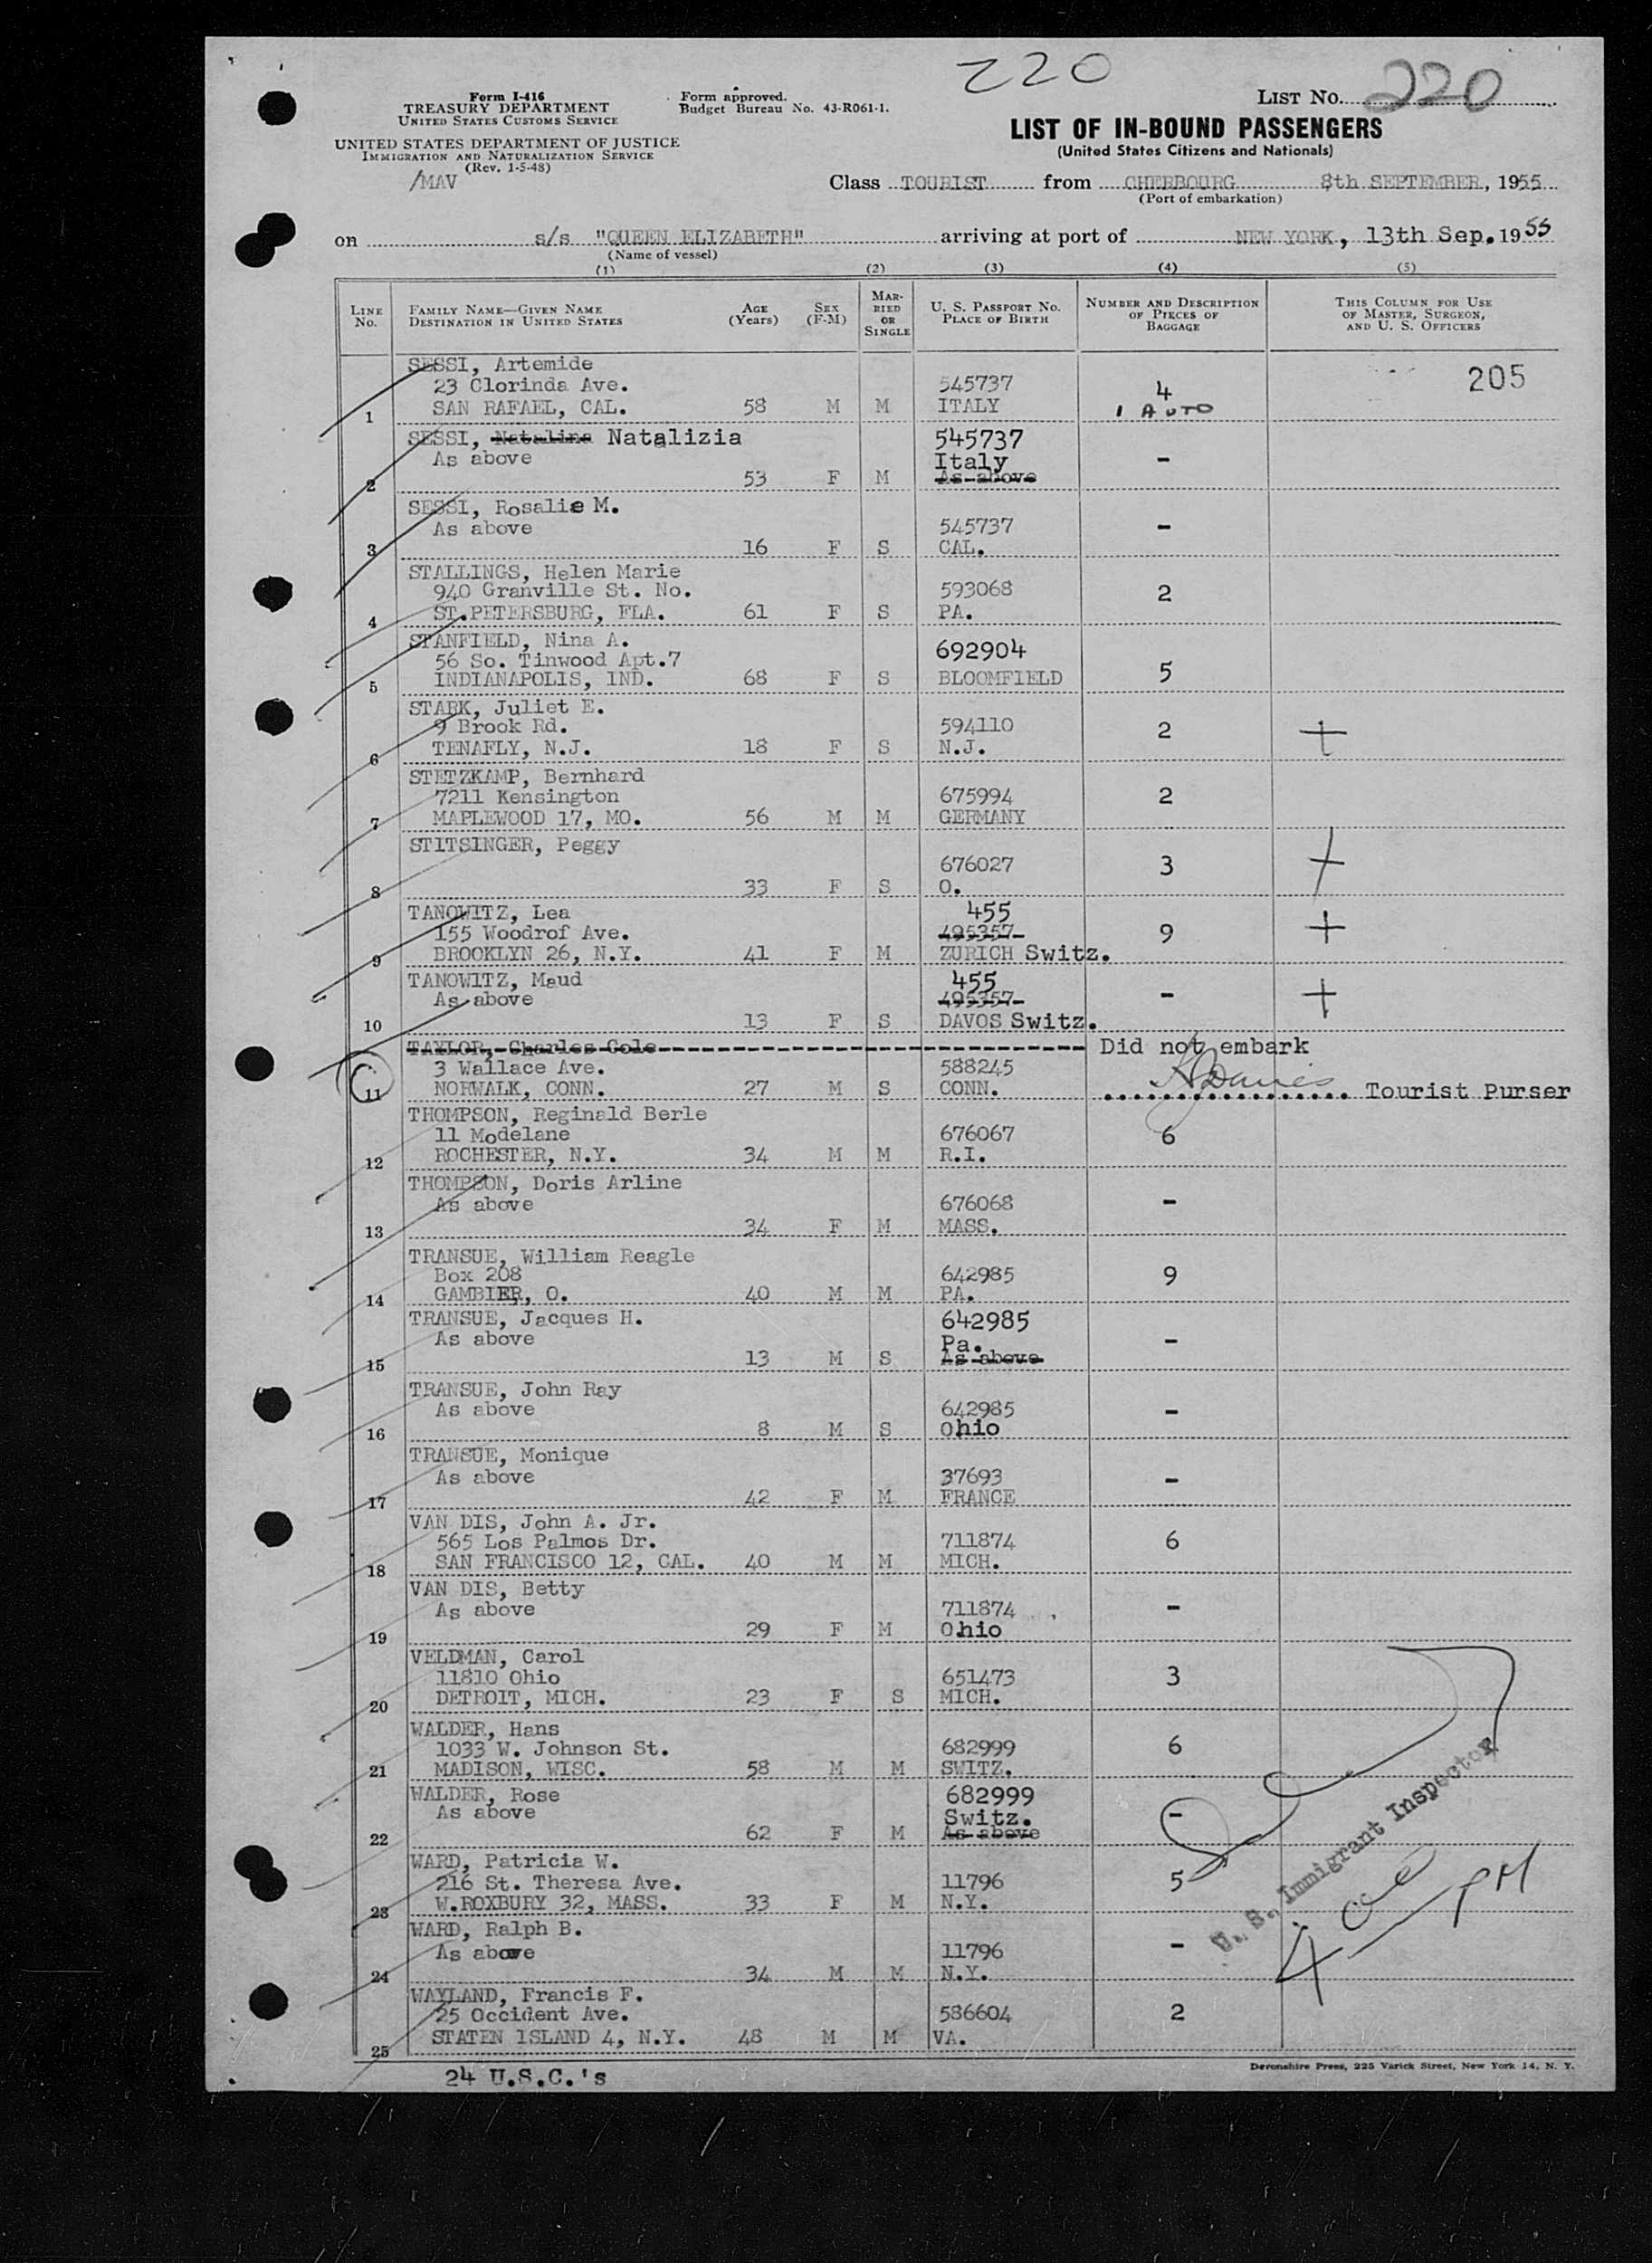 220
Form I-416
TREASURY DEPARTMENT
UNITED STATES CUSTOMS SERVICE
UNITED STATES DEPARTMENT OF JUSTICE
IMMIGRATION AND NATURALIZATION SERVICE
(Rev. 1-5-48)
/MAV
Form approved.
Budget Bureau No. 43-R061-1.
LIST No. 220
LIST OF IN-BOUND PASSENGERS
(United States Citizens and Nationals)
Class TOURIST from CHERBOURG 8th SEPTEMBER, 1955
(Port of embarkation)
on s/s "QUEEN ELIZABETH" arriving at port of NEW YORK, 13th Sep. 1955
(Name of vessel)
(1) (2) (3) (4) (5)
LINE No.
FAMILY NAME—GIVEN NAME
DESTINATION IN UNITED STATES
AGE (Years)
SEX (F-M)
MARRIED OR SINGLE
U. S. PASSPORT NO.
PLACE OF BIRTH
NUMBER AND DESCRIPTION OF PIECES OF BAGGAGE
THIS COLUMN FOR USE OF MASTER, SURGEON, AND U. S. OFFICERS
SESSI, Artemide
23 Clorinda Ave. 545737 4 205
1 SAN RAFAEL, CAL. 58 M M ITALY 1 AUTO
SESSI, Natalina Natalizia 545737
As above Italy -
2 53 F M As above
SESSI, Rosalie M.
As above 545737 -
3 16 F S CAL.
STALLINGS, Helen Marie
940 Granville St. No. 593068 2
4 ST.PETERSBURG, FLA. 61 F S PA.
STANFIELD, Nina A. 692904
56 So. Tinwood Apt.7
5 INDIANAPOLIS, IND. 68 F S BLOOMFIELD 5
STARK, Juliet E.
9 Brook Rd. 594110 2 +
6 TENAFLY, N.J. 18 F S N.J.
STETZKAMP, Bernhard
7211 Kensington 675994 2
7 MAPLEWOOD 17, MO. 56 M M GERMANY
STITSINGER, Peggy
676027 3 +
8 33 F S O.
TANOWITZ, Lea 455
155 Woodrof Ave. 495357 9 +
9 BROOKLYN 26, N.Y. 41 F M ZURICH Switz.
TANOWITZ, Maud 455
As above 495357 - +
10 13 F S DAVOS Switz.
TAYLOR, Charles Cole Did not embark
3 Wallace Ave. 588245
11 NORWALK, CONN. 27 M S CONN. Davies Tourist Purser
THOMPSON, Reginald Berle
11 Modelane 676067 6
12 ROCHESTER, N.Y. 34 M M R.I.
THOMPSON, Doris Arline
As above 676068 -
13 34 F M MASS.
TRANSUE, William Reagle
Box 208 642985 9
14 GAMBIER, O. 40 M M PA.
TRANSUE, Jacques H. 642985
As above Pa. -
15 13 M S As above
TRANSUE, John Ray
As above 642985 -
16 8 M S Ohio
TRANSUE, Monique
As above 37693 -
17 42 F M FRANCE
VAN DIS, John A. Jr.
565 Los Palmos Dr. 711874 6
18 SAN FRANCISCO 12, CAL. 40 M M MICH.
VAN DIS, Betty
As above 711874 -
19 29 F M Ohio
VELDMAN, Carol
11810 Ohio 651473 3
20 DETROIT, MICH. 23 F S MICH.
WALDER, Hans
1033 W. Johnson St. 682999 6
21 MADISON, WISC. 58 M M SWITZ.
WALDER, Rose 682999
As above Switz. -
22 62 F M As above
WARD, Patricia W.
216 St. Theresa Ave. 11796 5
23 W.ROXBURY 32, MASS. 33 F M N.Y.
WARD, Ralph B.
As above 11796 -
24 34 M M N.Y.
U. S. Immigrant Inspector
PM
WAYLAND, Francis F.
25 Occident Ave. 586604 2
25 STATEN ISLAND 4, N.Y. 48 M M VA.
24 U.S.C.'s
Devonshire Press, 225 Varick Street, New York 14, N. Y.